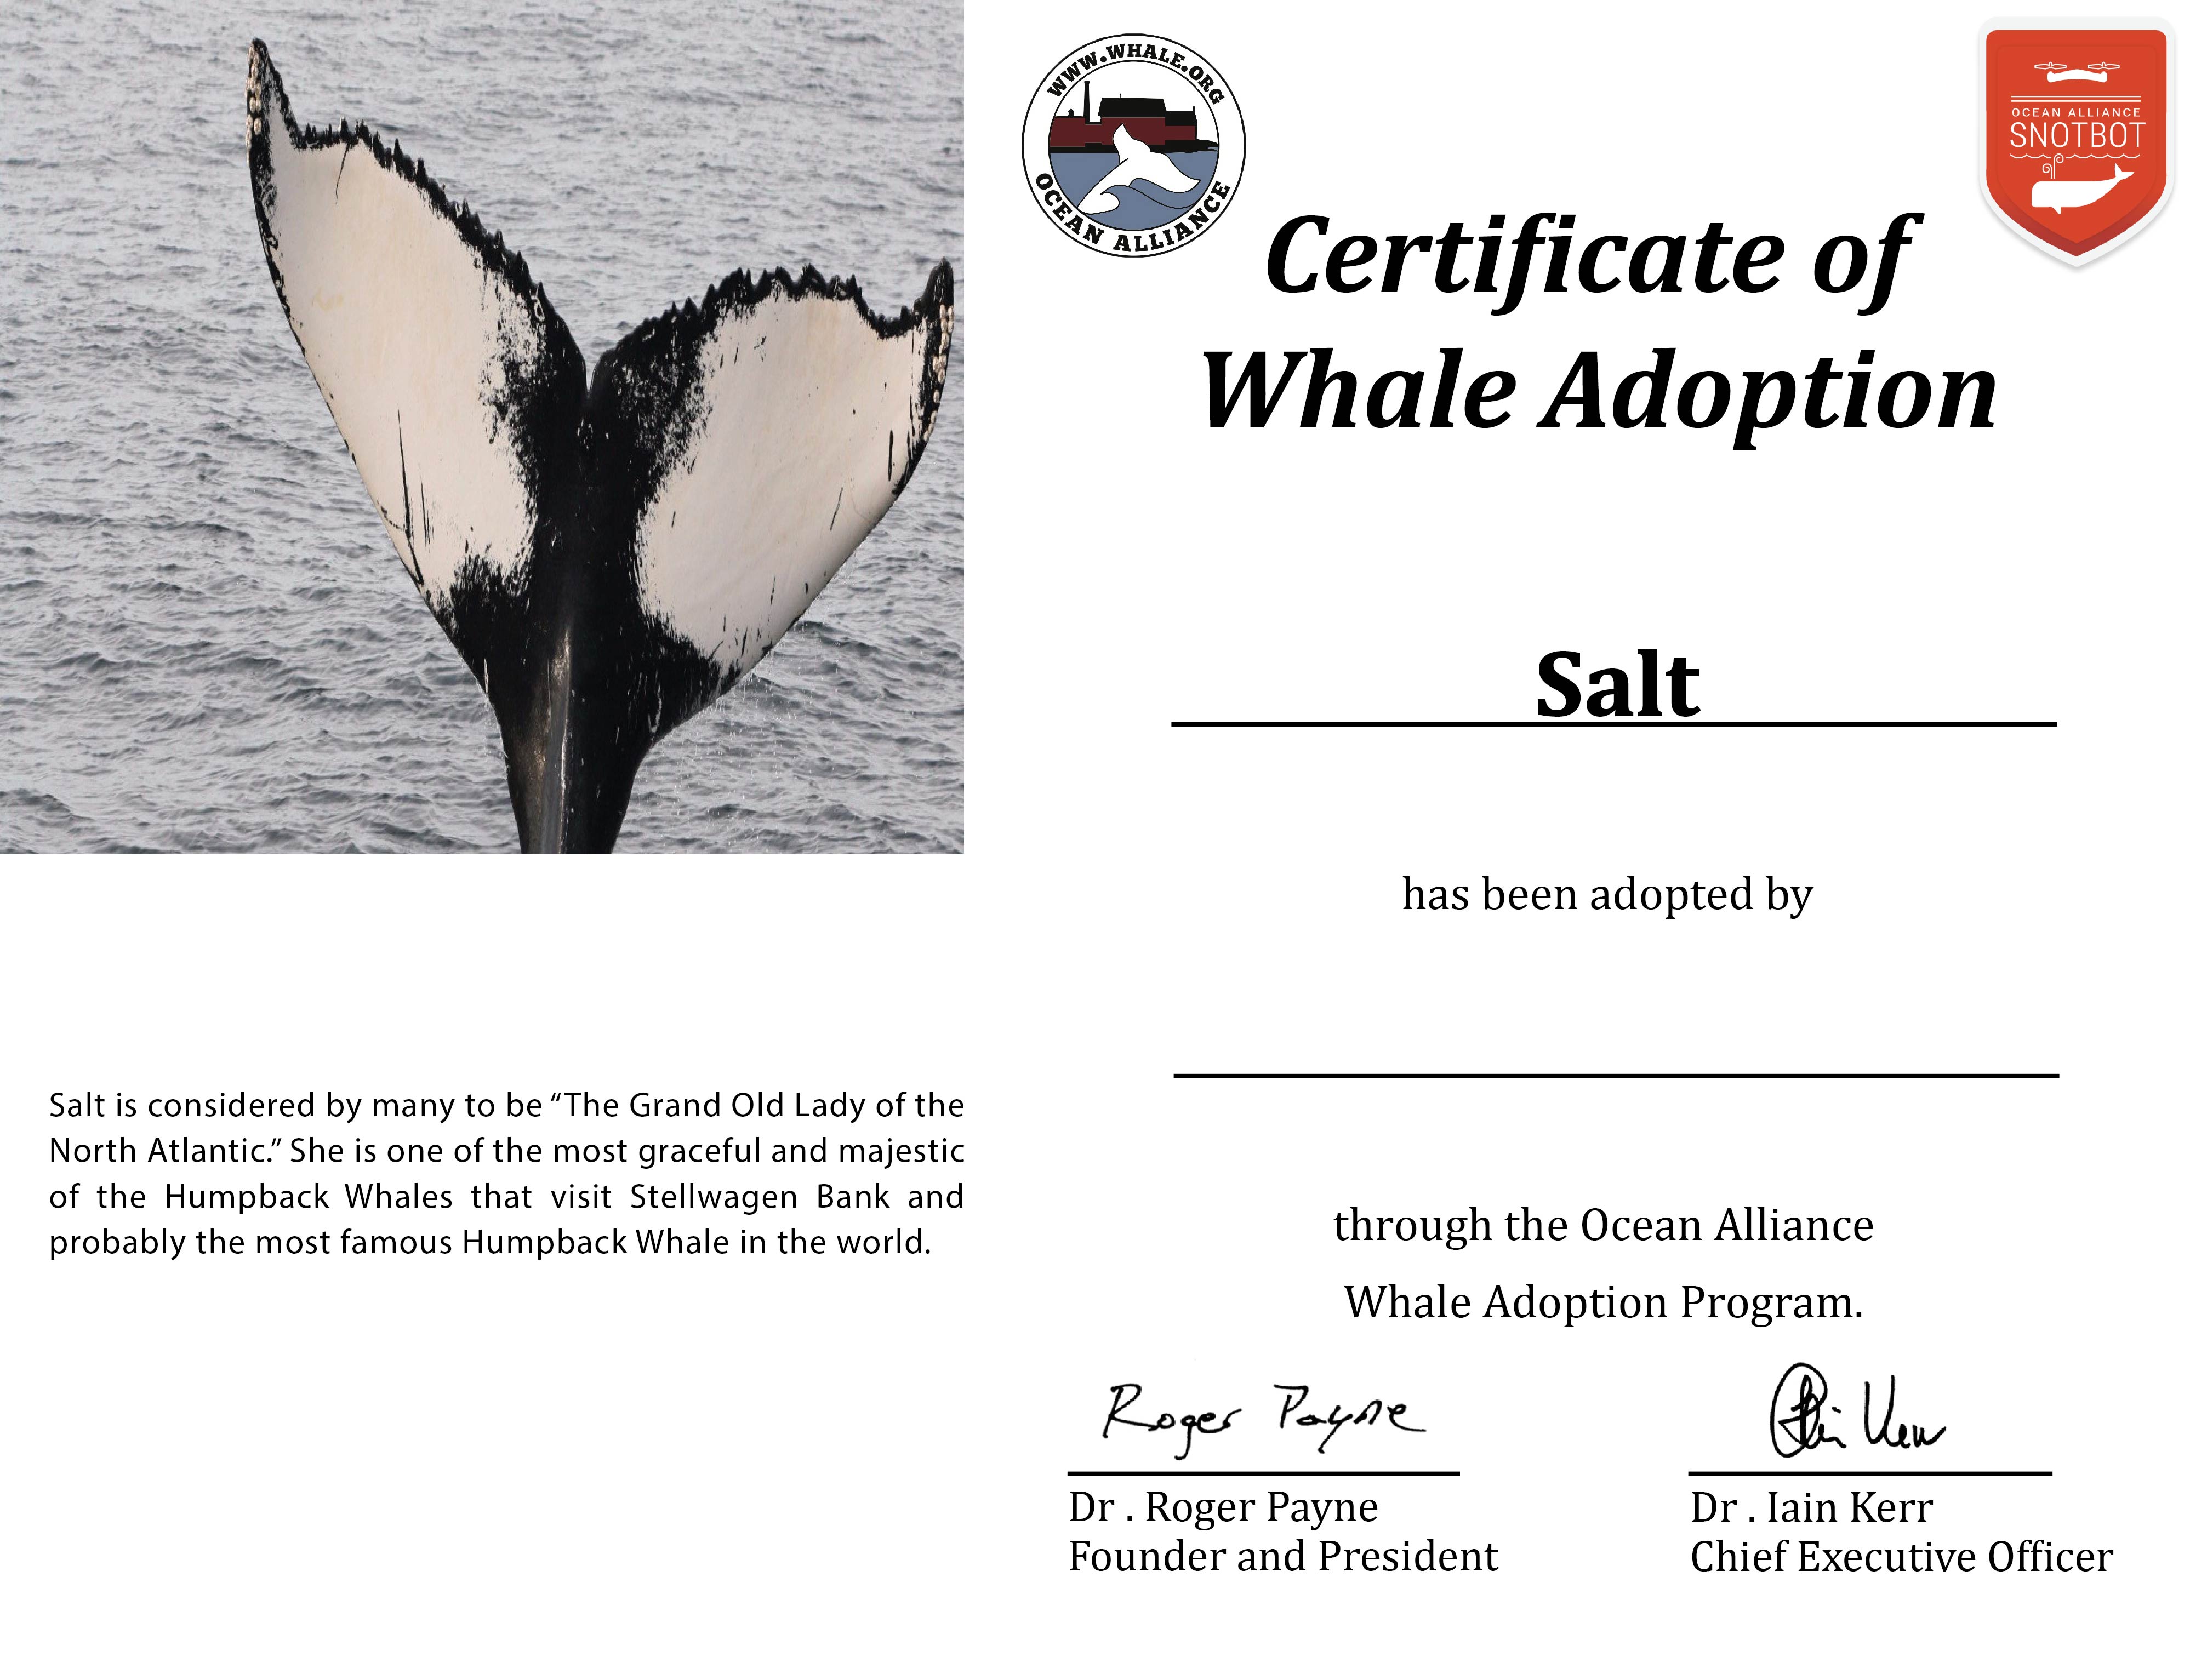 WWW.WHALE.ORG
OCEAN ALLIANCE
OCEAN ALLIANCE
SNOTBOT
Certificate of
Whale Adoption
Salt
has been adopted by
Salt is considered by many to be “The Grand Old Lady of the
North Atlantic.” She is one of the most graceful and majestic
of the Humpback Whales that visit Stellwagen Bank and
probably the most famous Humpback Whale in the world.
through the Ocean Alliance
Whale Adoption Program.
Roger Payne
Iain Kerr
Dr . Roger Payne
Founder and President
Dr . Iain Kerr
Chief Executive Officer